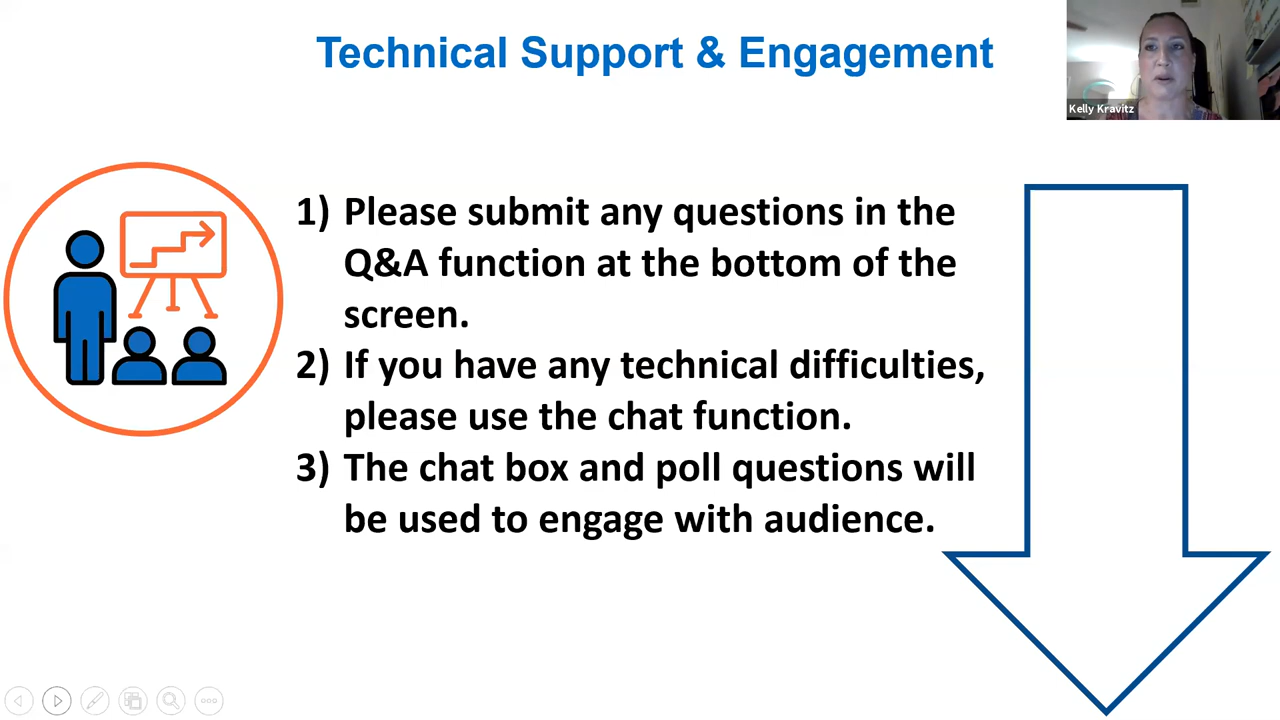 Technical Support & Engagement
Kelly Kravitz
1) Please submit any questions in the
Q&A function at the bottom of the
screen.
2) If you have any technical difficulties,
please use the chat function.
3) The chat box and poll questions will
be used to engage with audience.